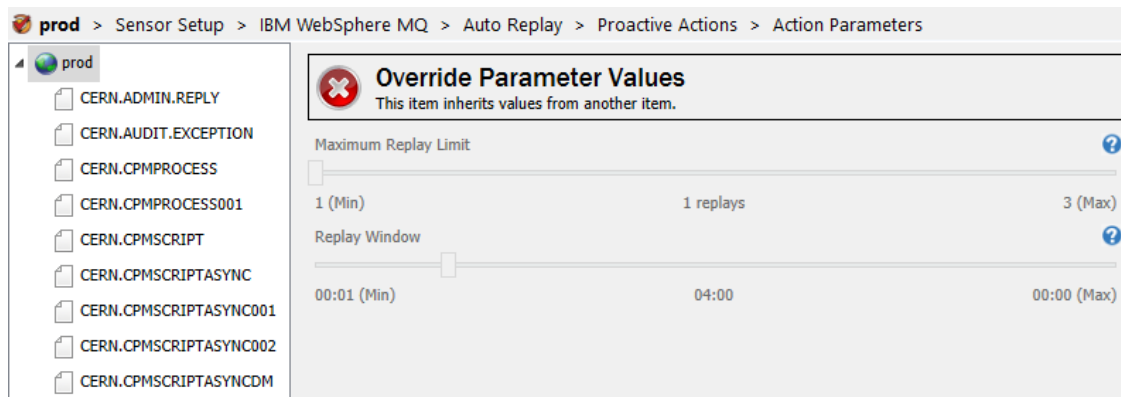 prod > Sensor Setup > IBM WebSphere MQ > Auto Replay > Proactive Actions > Action Parameters
prod
CERN.ADMIN.REPLY
CERN.AUDIT.EXCEPTION
CERN.CPMPROCESS
CERN.CPMPROCESS001
CERN.CPMSCRIPT
CERN.CPMSCRIPTASYNC
CERN.CPMSCRIPTASYNC001
CERN.CPMSCRIPTASYNC002
CERN.CPMSCRIPTASYNCDM
Override Parameter Values
This item inherits values from another item.
Maximum Replay Limit
?
1 (Min) 1 replays 3 (Max)
Replay Window
?
00:01 (Min) 04:00 00:00 (Max)